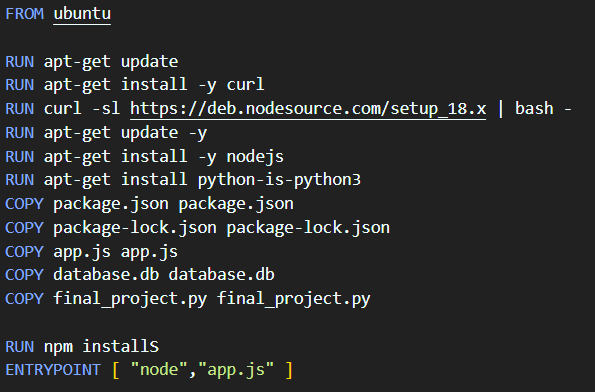 FROM ubuntu
RUN apt-get update
RUN apt-get install -y curl
RUN curl -sl https://deb.nodesource.com/setup_18.x | bash -
RUN apt-get update -y
RUN apt-get install -y nodejs
RUN apt-get install python-is-python3
COPY package.json package.json
COPY package-lock.json package-lock.json
COPY app.js app.js
COPY database.db database.db
COPY final_project.py final_project.py
RUN npm installS
ENTRYPOINT [ "node","app.js" ]